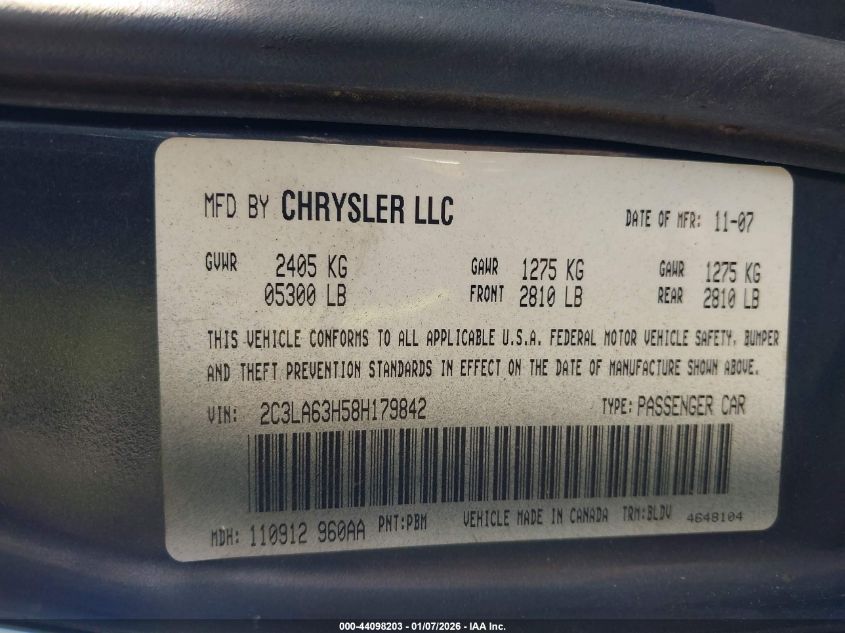 MFD BY CHRYSLER LLC DATE OF MFR: 11-07
GVWR 2405 KG GAWR 1275 KG GAWR 1275 KG
05300 LB FRONT 2810 LB REAR 2810 LB
THIS VEHICLE CONFORMS TO ALL APPLICABLE U.S.A. FEDERAL MOTOR VEHICLE SAFETY, BUMPER
AND THEFT PREVENTION STANDARDS IN EFFECT ON THE DATE OF MANUFACTURE SHOWN ABOVE.
VIN: 2C3LA63H58H179842 TYPE: PASSENGER CAR
MDH: 110912 960AA PNT:PBM VEHICLE MADE IN CANADA TRM:BLDV 4648104
000-44098203 - 01/07/2026 - IAA Inc.